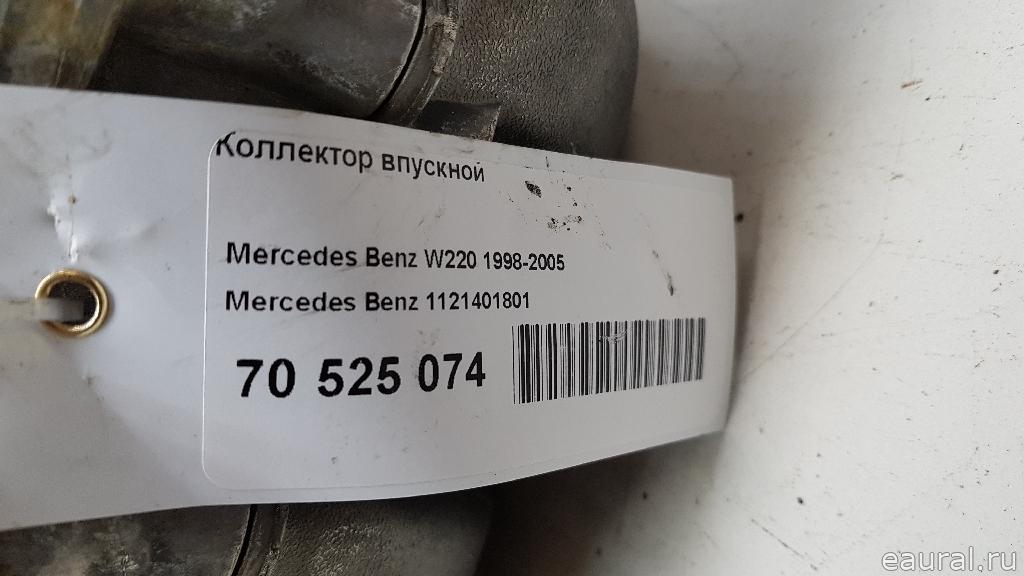 Коллектор впускной
Mercedes Benz W220 1998-2005
Mercedes Benz 1121401801
70 525 074
eaural.ru